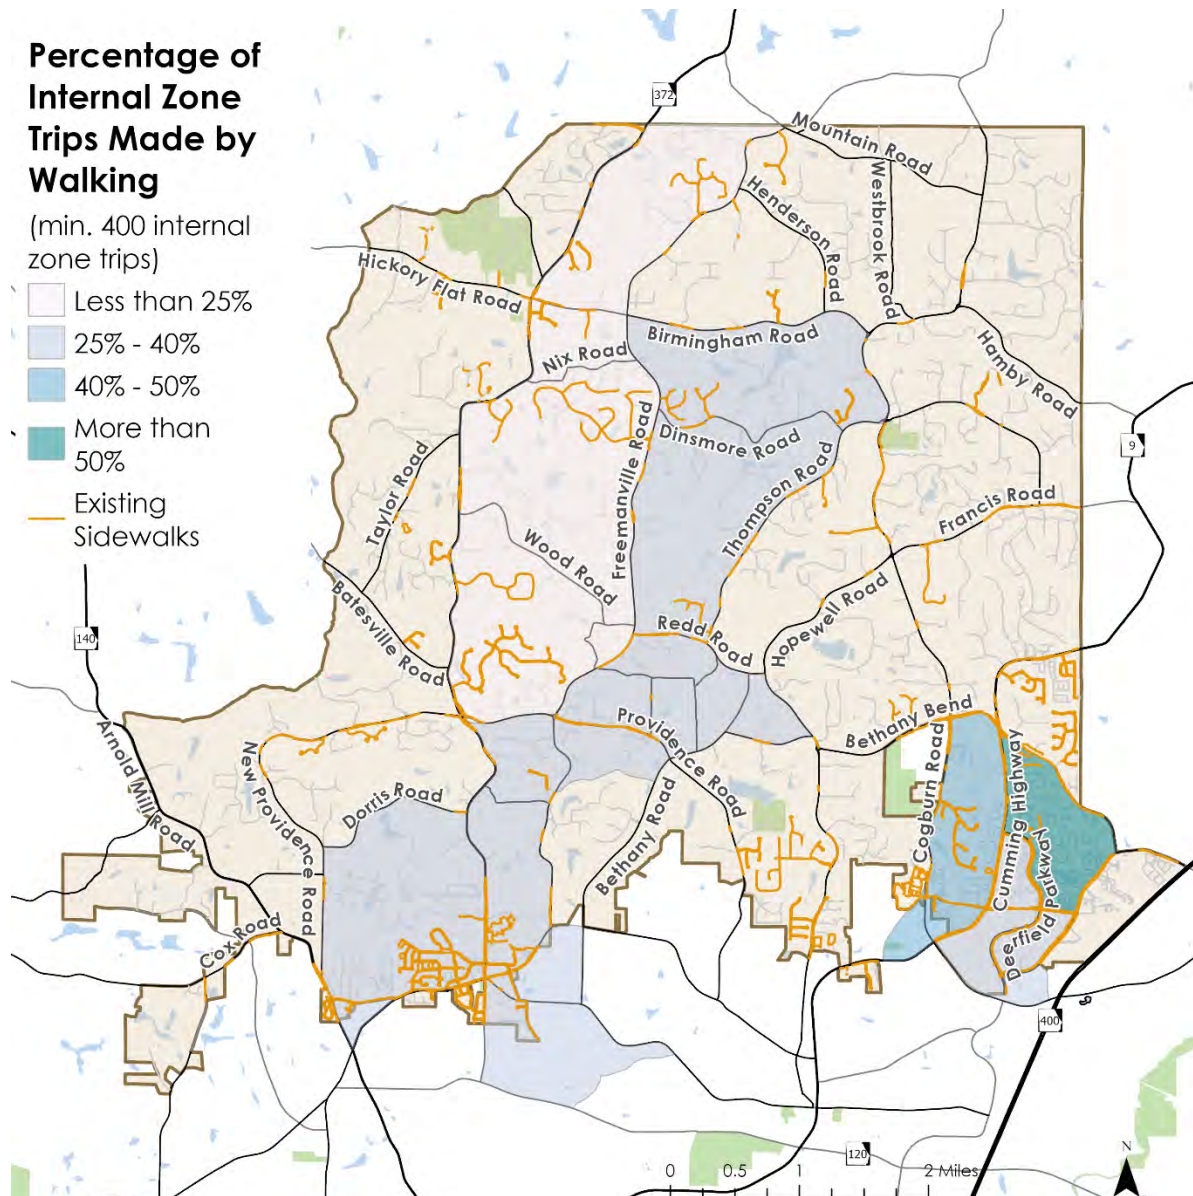 Percentage of
Internal Zone
Trips Made by
Walking
(min. 400 internal
zone trips)
Less than 25%
25% - 40%
40% - 50%
More than
50%
Existing
Sidewalks
372
Mountain Road
Westbrook Road
Henderson Road
Hickory Flat Road
Birmingham Road
Nix Road
Hamby Road
Freemanville Road
Dinsmore Road
9
Taylor Road
Thompson Road
Francis Road
Wood Road
Batesville Road
Hopewell Road
Redd Road
140
Providence Road
Bethany Bend
Arnold Mill Road
New Providence Road
Dorris Road
Bethany Road
Cogburn Road
Cumming Highway
Deerfield Parkway
Cox Road
400
120
N
0 0.5 1 2 Miles